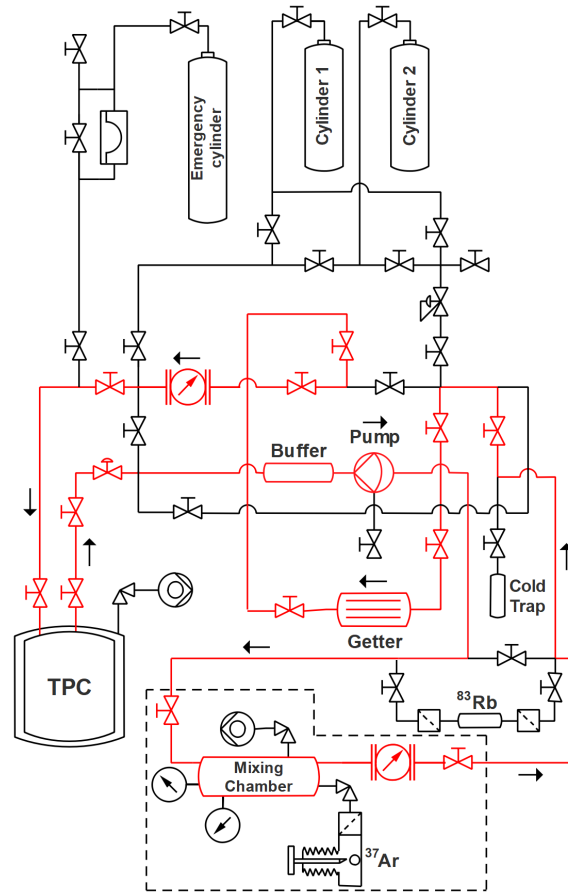 Emergency
cylinder
Cylinder 1
Cylinder 2
Buffer
Pump
Getter
Cold
Trap
TPC
⁸³Rb
Mixing
Chamber
³⁷Ar